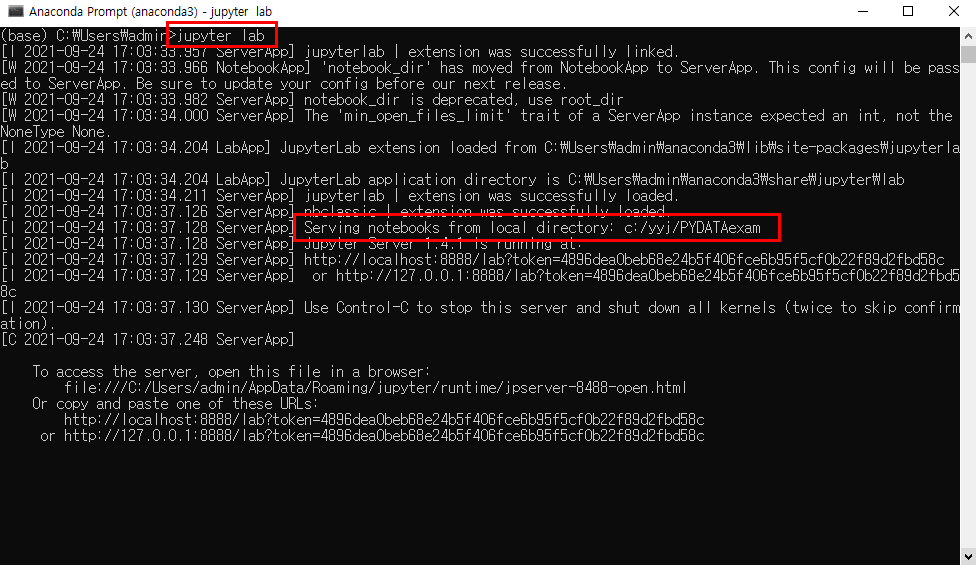 Anaconda Prompt (anaconda3) - jupyter  lab
(base) C:₩Users₩admin>jupyter lab
[I 2021-09-24 17:03:33.957 ServerApp] jupyterlab | extension was successfully linked.
[W 2021-09-24 17:03:33.966 NotebookApp] 'notebook_dir' has moved from NotebookApp to ServerApp. This config will be pass
ed to ServerApp. Be sure to update your config before our next release.
[W 2021-09-24 17:03:33.982 ServerApp] notebook_dir is deprecated, use root_dir
[W 2021-09-24 17:03:34.000 ServerApp] The 'min_open_files_limit' trait of a ServerApp instance expected an int, not the
NoneType None.
[I 2021-09-24 17:03:34.204 LabApp] JupyterLab extension loaded from C:₩Users₩admin₩anaconda3₩lib₩site-packages₩jupyterla
b
[I 2021-09-24 17:03:34.204 LabApp] JupyterLab application directory is C:₩Users₩admin₩anaconda3₩share₩jupyter₩lab
[I 2021-09-24 17:03:34.211 ServerApp] jupyterlab | extension was successfully loaded.
[I 2021-09-24 17:03:37.126 ServerApp] nbclassic | extension was successfully loaded.
[I 2021-09-24 17:03:37.128 ServerApp] Serving notebooks from local directory: c:/yyj/PYDATAexam
[I 2021-09-24 17:03:37.128 ServerApp] Jupyter Server 1.4.1 is running at:
[I 2021-09-24 17:03:37.129 ServerApp] http://localhost:8888/lab?token=4896dea0beb68e24b5f406fce6b95f5cf0b22f89d2fbd58c
[I 2021-09-24 17:03:37.129 ServerApp]  or http://127.0.0.1:8888/lab?token=4896dea0beb68e24b5f406fce6b95f5cf0b22f89d2fbd5
8c
[I 2021-09-24 17:03:37.130 ServerApp] Use Control-C to stop this server and shut down all kernels (twice to skip confirm
ation).
[C 2021-09-24 17:03:37.248 ServerApp]
To access the server, open this file in a browser:
file:///C:/Users/admin/AppData/Roaming/jupyter/runtime/jpserver-8488-open.html
Or copy and paste one of these URLs:
http://localhost:8888/lab?token=4896dea0beb68e24b5f406fce6b95f5cf0b22f89d2fbd58c
or http://127.0.0.1:8888/lab?token=4896dea0beb68e24b5f406fce6b95f5cf0b22f89d2fbd58c